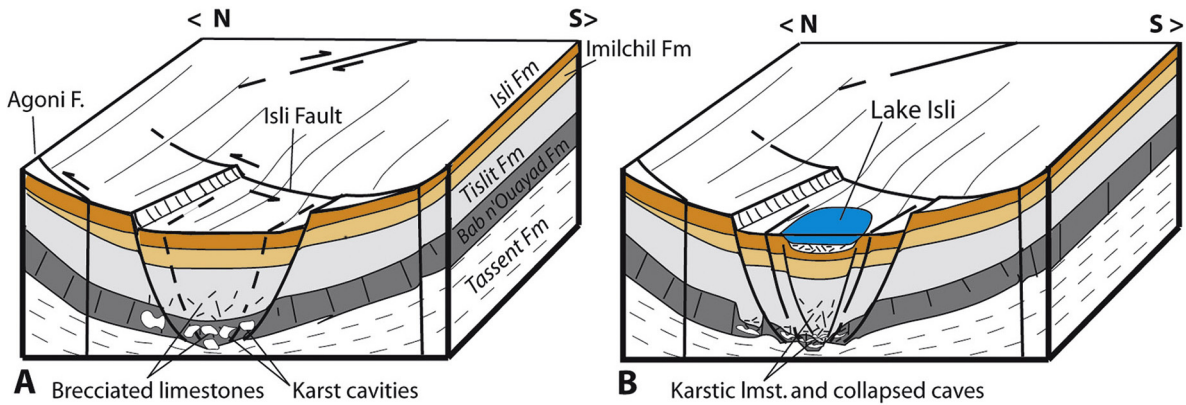 < N
S>
Imilchil Fm
Agoni F.
Isli Fault
Isli Fm
Tislit Fm
Bab n'Ouayad Fm
Tassent Fm
A
Brecciated limestones
Karst cavities
< N
S >
Lake Isli
B
Karstic lmst. and collapsed caves